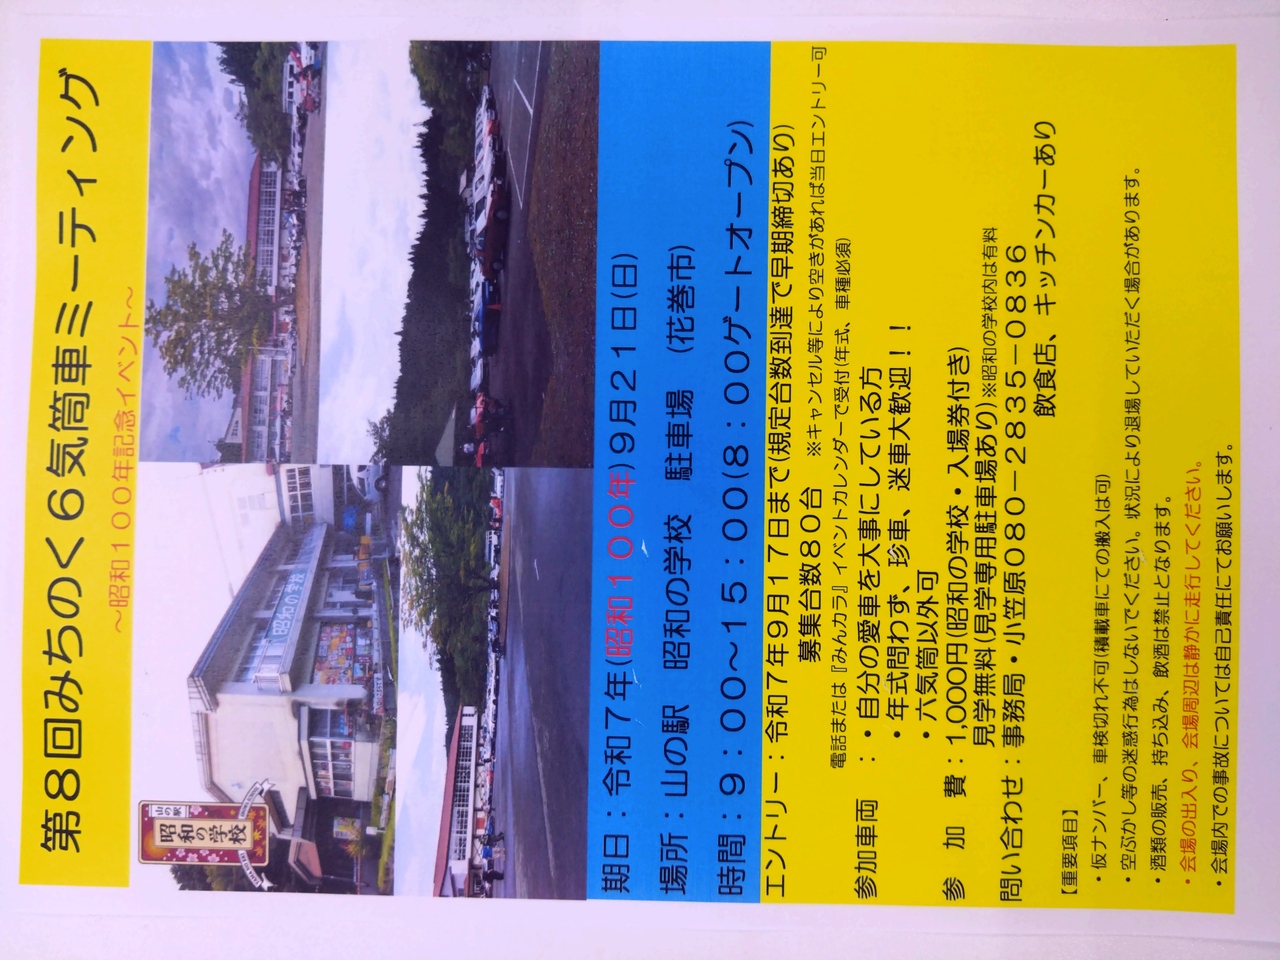 第8回みちのく6気筒車ミーティング
～昭和100年記念イベント～
山の駅
昭和の学校
昭和の学校
期日：令和7年(昭和100年)9月21日(日)
場所：山の駅　昭和の学校　駐車場　(花巻市)
時間：9：00～15：00(8：00ゲートオープン)
エントリー：令和7年9月17日まで(規定台数到達で早期締切あり)
募集台数80台　※キャンセル等により空きがあれば当日エントリー可
電話または『みんカラ』イベントカレンダーで受付(年式、車種必須)
参加車両　：・自分の愛車を大事にしている方
・年式問わず、珍車、迷車大歓迎！！
・六気筒以外可
参　加　費：1,000円(昭和の学校・入場券付き)
見学無料(見学専用駐車場あり)※昭和の学校内は有料
問い合わせ：事務局・小笠原080－2835－0836
飲食店、キッチンカーあり
【重要項目】
・仮ナンバー、車検切れ不可(積載車にての搬入は可)
・空ぶかし等の迷惑行為はしないでください。状況により退場していただく場合があります。
・酒類の販売、持ち込み、飲酒は禁止となります。
・会場の出入り、会場周辺は静かに走行してください。
・会場内での事故については自己責任にてお願いします。